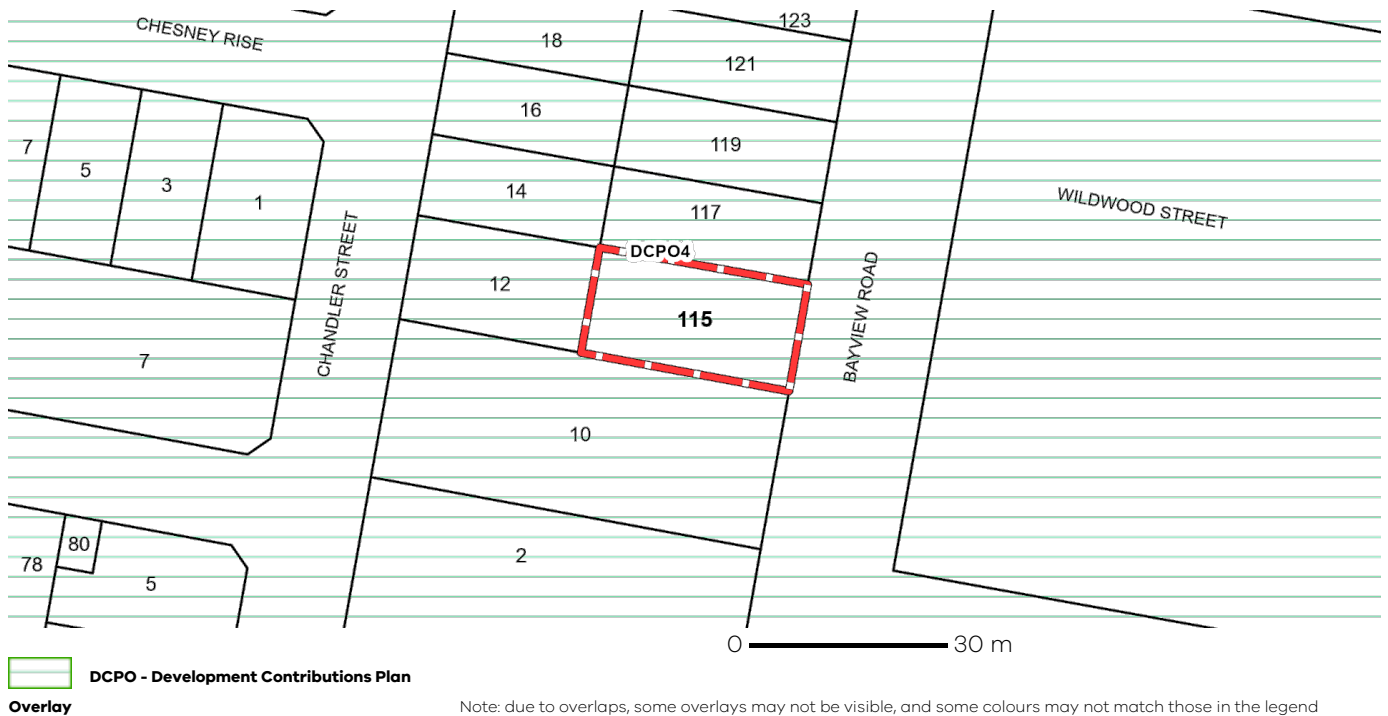 CHESNEY RISE
18
123
121
16
119
7
5
3
1
14
117
WILDWOOD STREET
CHANDLER STREET
DCPO4
12
115
BAYVIEW ROAD
7
10
80
78
5
2
0 30 m
DCPO - Development Contributions Plan
Overlay
Note: due to overlaps, some overlays may not be visible, and some colours may not match those in the legend